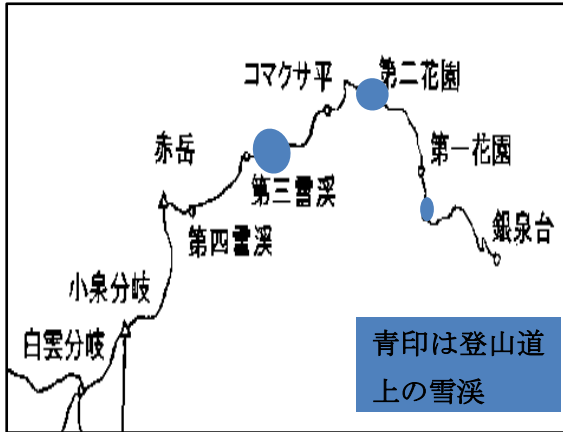 コマクサ平
第二花園
赤岳
第一花園
第三雪渓
銀泉台
第四雪渓
小泉分岐
白雲分岐
青印は登山道
上の雪渓